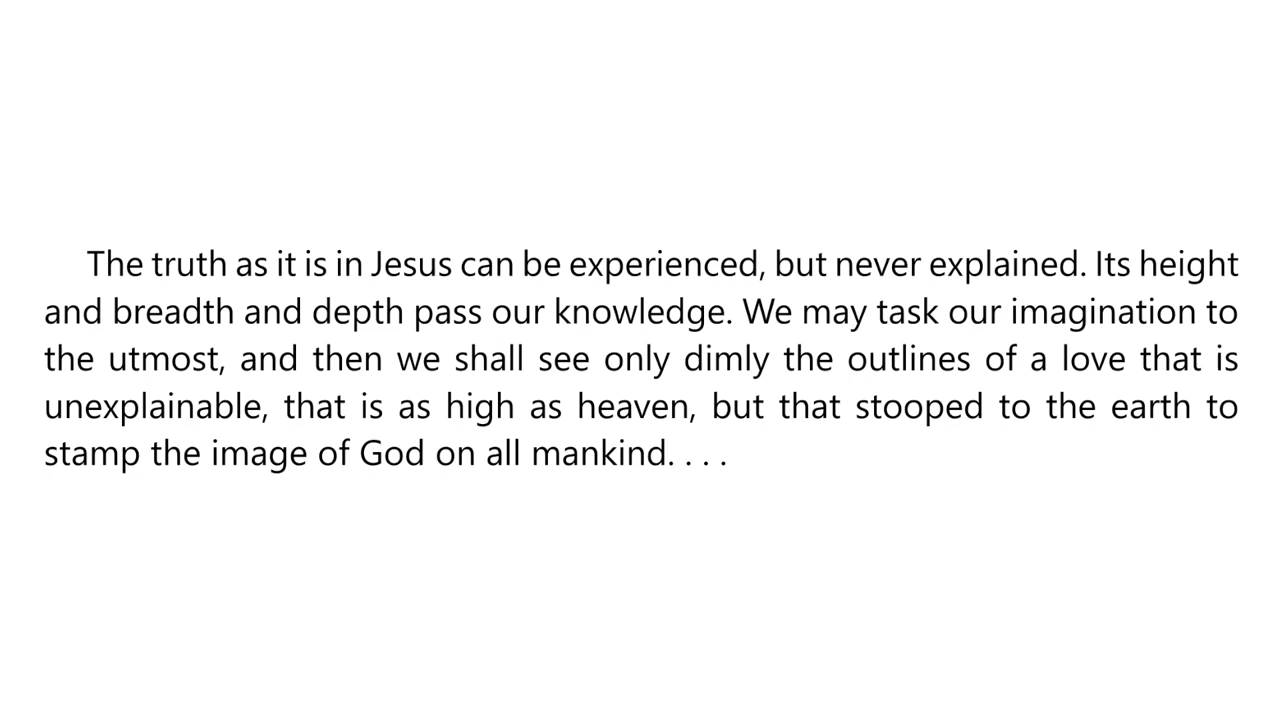 The truth as it is in Jesus can be experienced, but never explained. Its height
and breadth and depth pass our knowledge. We may task our imagination to
the utmost, and then we shall see only dimly the outlines of a love that is
unexplainable, that is as high as heaven, but that stooped to the earth to
stamp the image of God on all mankind. . . .